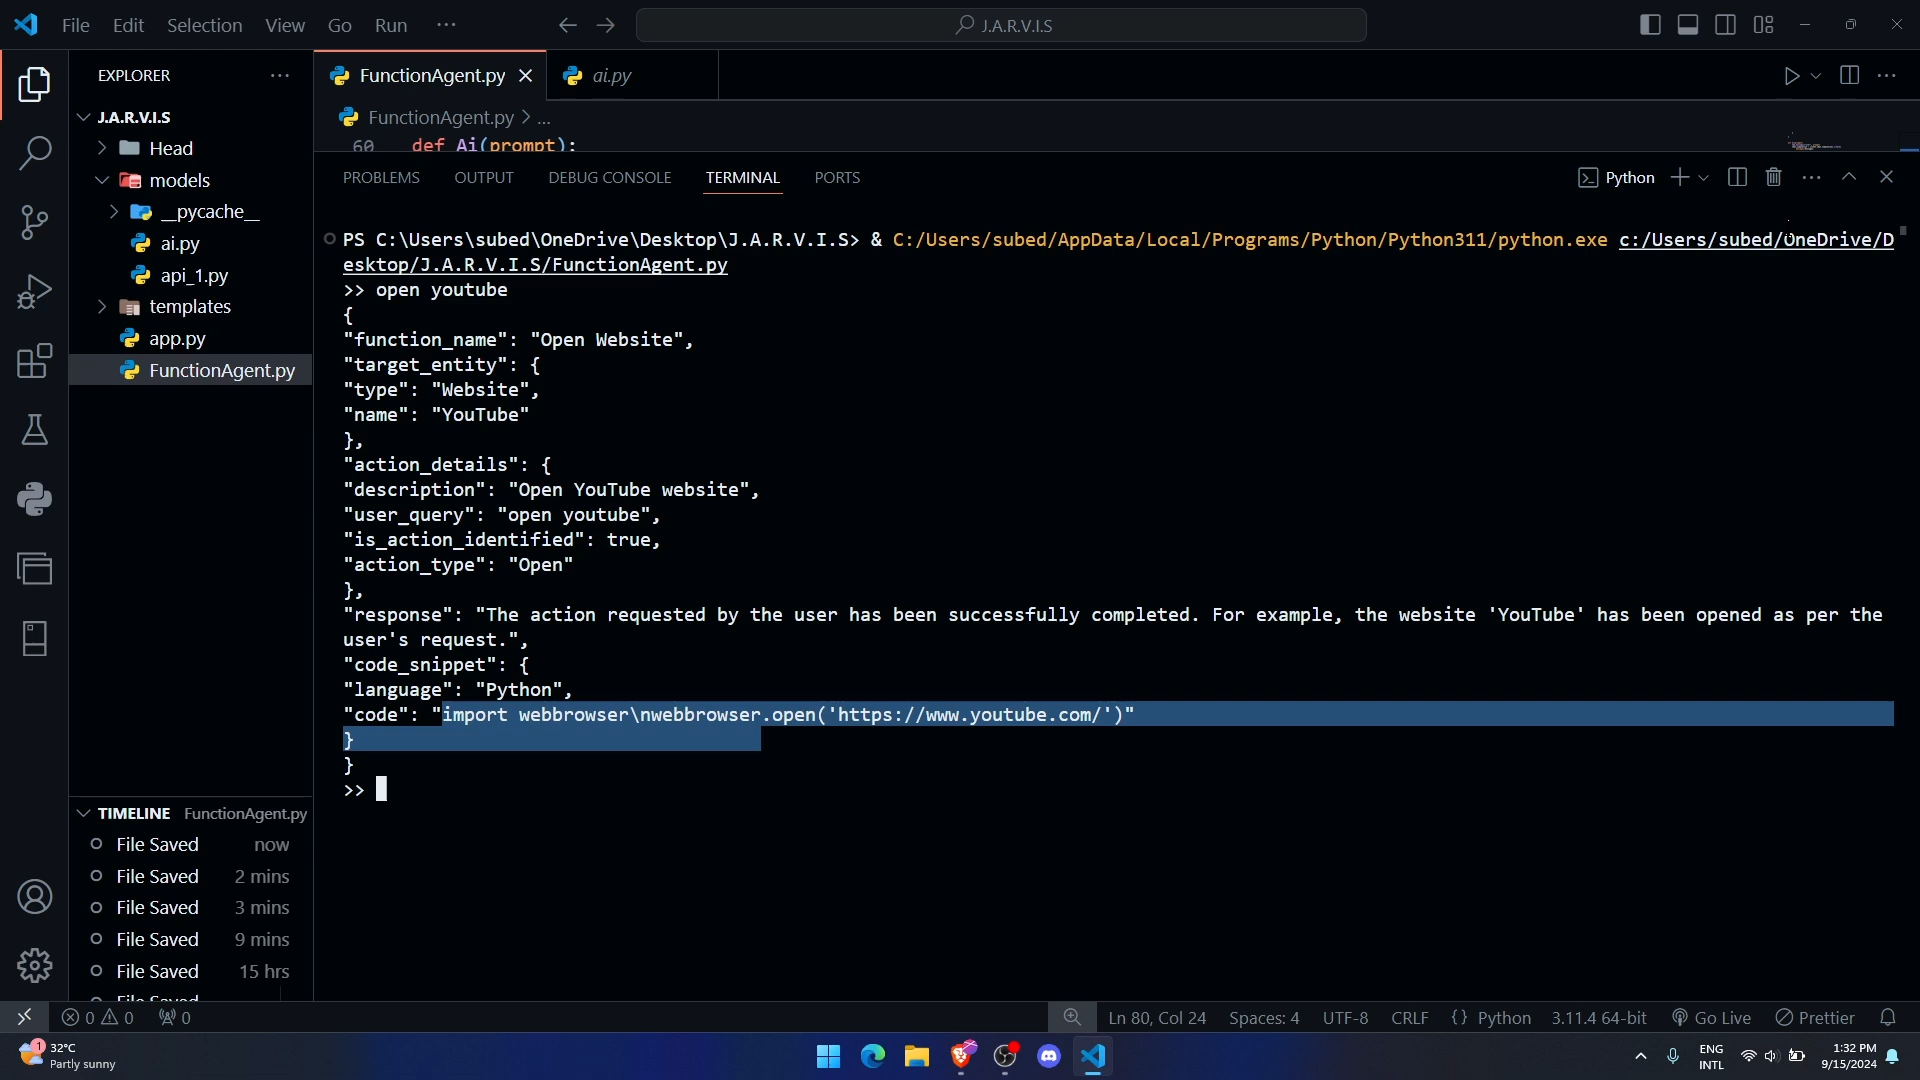 File Edit Selection View Go Run ··· J.A.R.V.I.S
EXPLORER ···
J.A.R.V.I.S
Head
models
__pycache__
ai.py
api_1.py
templates
app.py
FunctionAgent.py
TIMELINE FunctionAgent.py
File Saved now
File Saved 2 mins
File Saved 3 mins
File Saved 9 mins
File Saved 15 hrs
File Saved
FunctionAgent.py ai.py
FunctionAgent.py > ...
60 def Ai(prompt):
PROBLEMS OUTPUT DEBUG CONSOLE TERMINAL PORTS Python
PS C:\Users\subed\OneDrive\Desktop\J.A.R.V.I.S> & C:/Users/subed/AppData/Local/Programs/Python/Python311/python.exe c:/Users/subed/OneDrive/D
esktop/J.A.R.V.I.S/FunctionAgent.py
>> open youtube
{
"function_name": "Open Website",
"target_entity": {
"type": "Website",
"name": "YouTube"
},
"action_details": {
"description": "Open YouTube website",
"user_query": "open youtube",
"is_action_identified": true,
"action_type": "Open"
},
"response": "The action requested by the user has been successfully completed. For example, the website 'YouTube' has been opened as per the
user's request.",
"code_snippet": {
"language": "Python",
"code": "import webbrowser\nwebbrowser.open('https://www.youtube.com/')"
}
}
>>
0 0 0 Ln 80, Col 24 Spaces: 4 UTF-8 CRLF {} Python 3.11.4 64-bit Go Live Prettier
1 32°C
Partly sunny
ENG
INTL
1:32 PM
9/15/2024